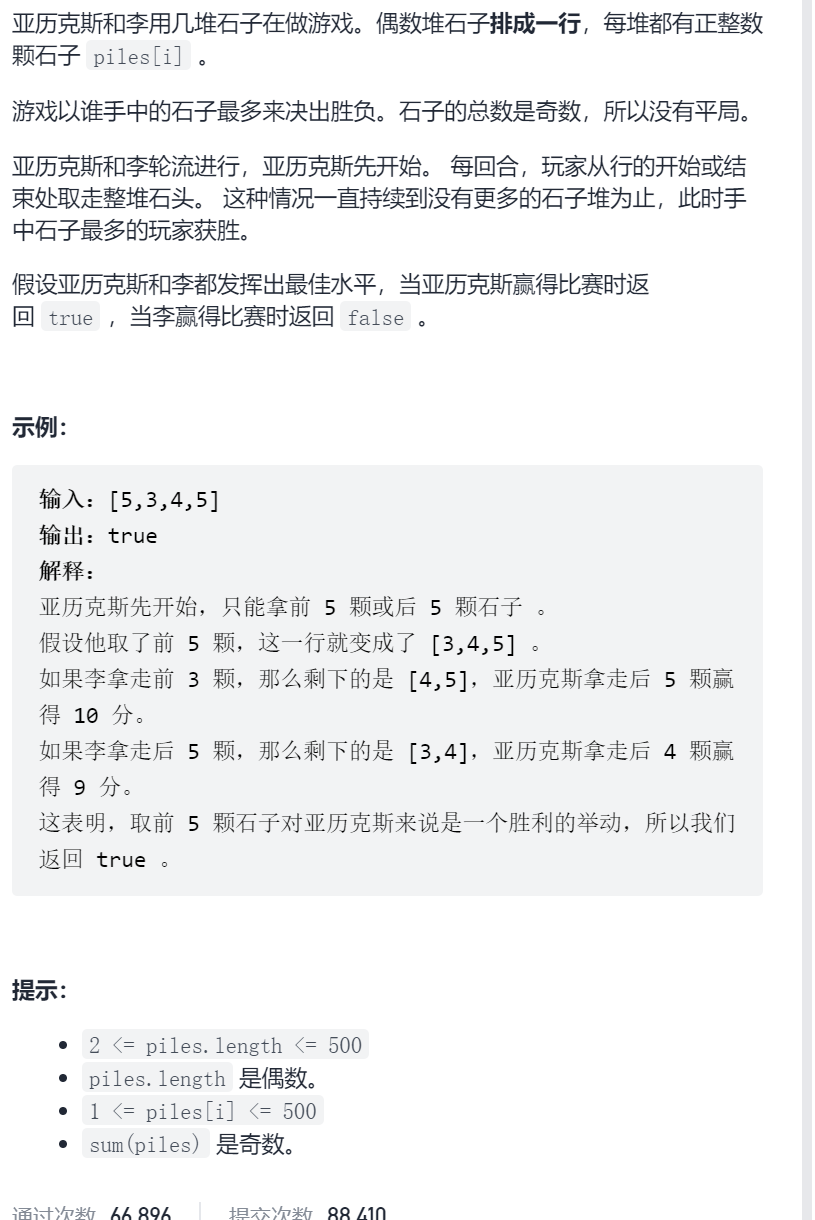 亚历克斯和李用几堆石子在做游戏。偶数堆石子排成一行，每堆都有正整数
颗石子 piles[i] 。
游戏以谁手中的石子最多来决出胜负。石子的总数是奇数，所以没有平局。
亚历克斯和李轮流进行，亚历克斯先开始。 每回合，玩家从行的开始或结
束处取走整堆石头。 这种情况一直持续到没有更多的石子堆为止，此时手
中石子最多的玩家获胜。
假设亚历克斯和李都发挥出最佳水平，当亚历克斯赢得比赛时返
回 true ，当李赢得比赛时返回 false 。
示例：
输入：[5,3,4,5]
输出：true
解释：
亚历克斯先开始，只能拿前 5 颗或后 5 颗石子 。
假设他取了前 5 颗，这一行就变成了 [3,4,5] 。
如果李拿走前 3 颗，那么剩下的是 [4,5]，亚历克斯拿走后 5 颗赢
得 10 分。
如果李拿走后 5 颗，那么剩下的是 [3,4]，亚历克斯拿走后 4 颗赢
得 9 分。
这表明，取前 5 颗石子对亚历克斯来说是一个胜利的举动，所以我们
返回 true 。
提示：
2 <= piles.length <= 500
piles.length 是偶数。
1 <= piles[i] <= 500
sum(piles) 是奇数。
通过次数 66,896 提交次数 88,410